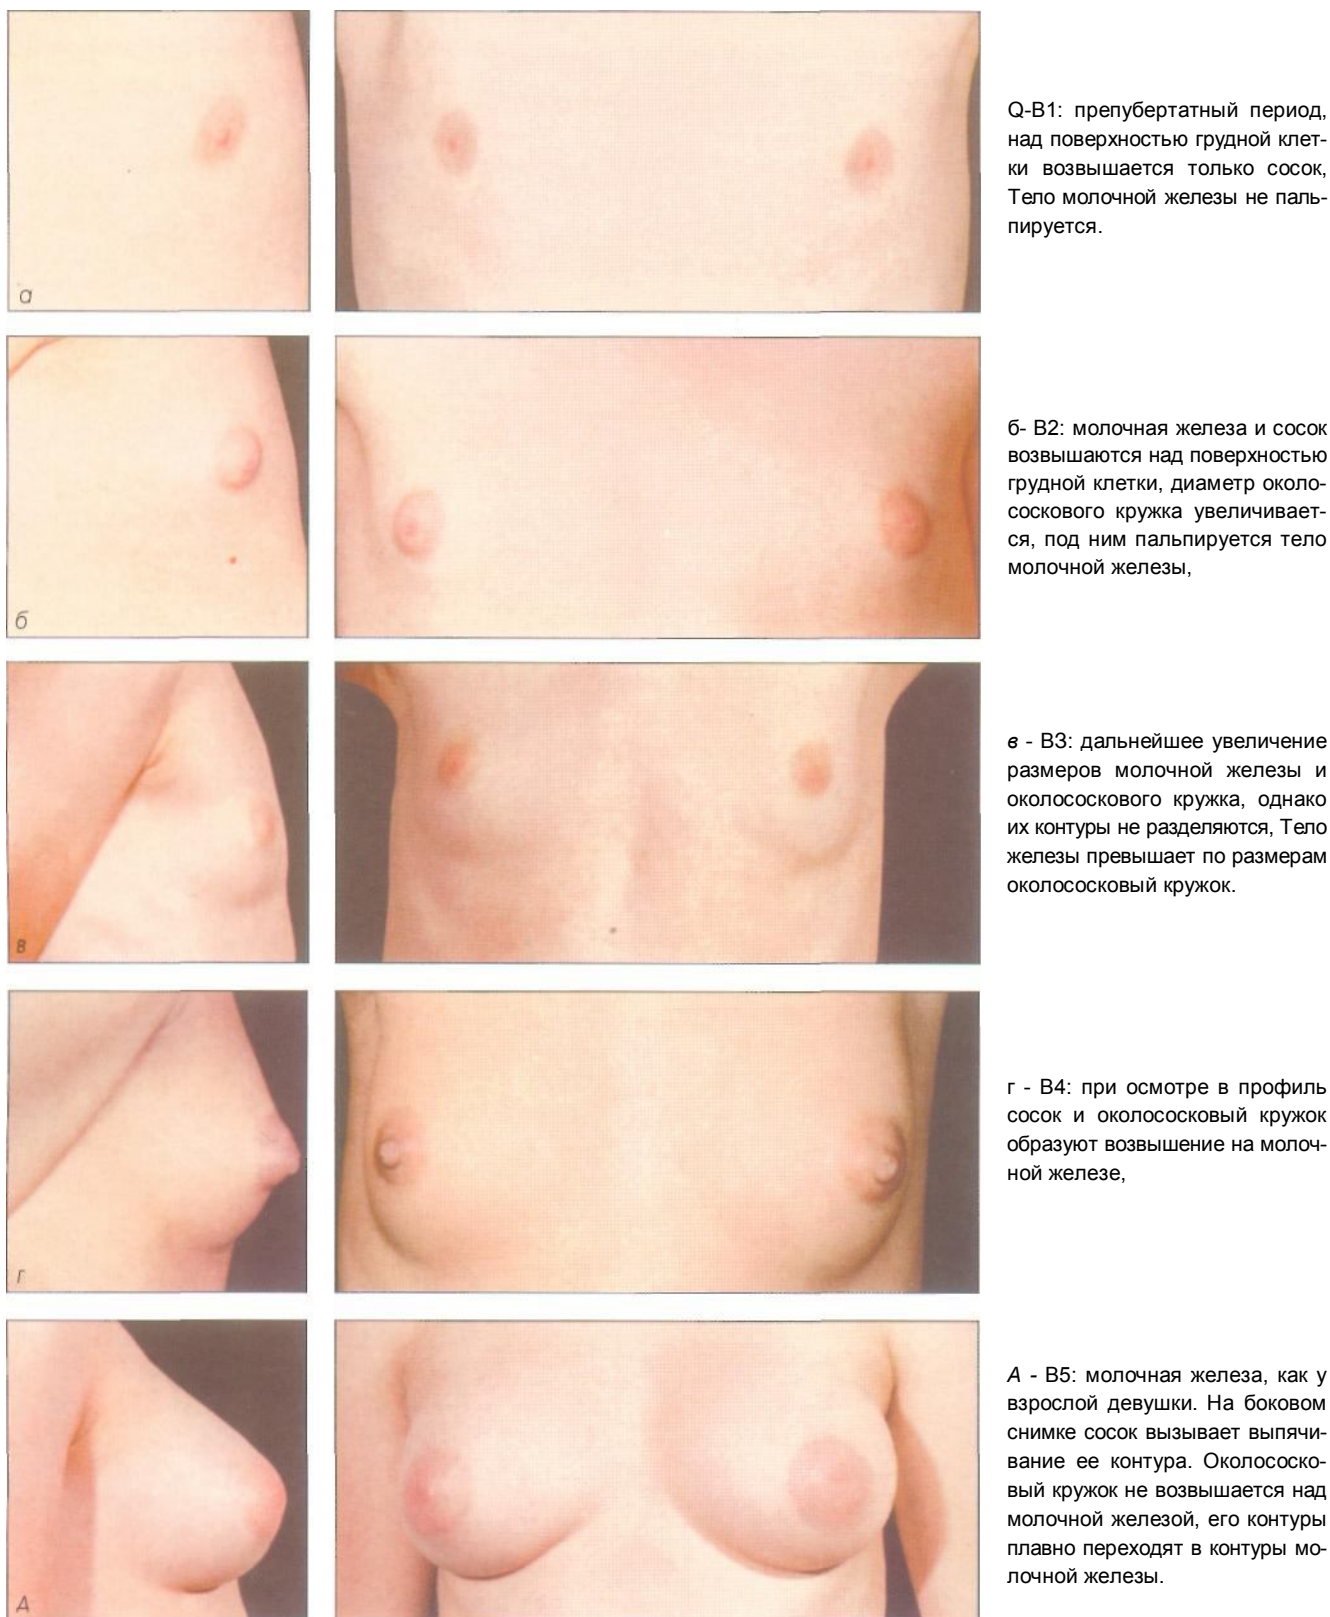 Q-B1: препубертатный период,
над поверхностью грудной клет-
ки возвышается только сосок,
Тело молочной железы не паль-
пируется.
а
б- B2: молочная железа и сосок
возвышаются над поверхностью
грудной клетки, диаметр около-
соскового кружка увеличивает-
ся, под ним пальпируется тело
молочной железы,
б
в - B3: дальнейшее увеличение
размеров молочной железы и
околососкового кружка, однако
их контуры не разделяются, Тело
железы превышает по размерам
околососковый кружок.
в
г - B4: при осмотре в профиль
сосок и околососковый кружок
образуют возвышение на молоч-
ной железе,
г
А - B5: молочная железа, как у
взрослой девушки. На боковом
снимке сосок вызывает выпячи-
вание ее контура. Околососко-
вый кружок не возвышается над
молочной железой, его контуры
плавно переходят в контуры мо-
лочной железы.
д